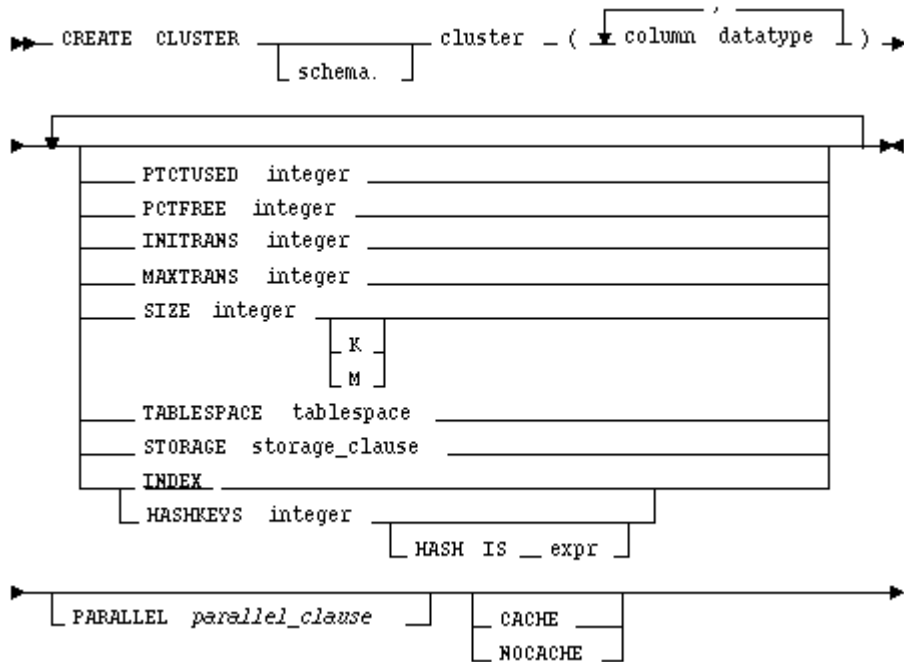 ,
CREATE CLUSTER schema. cluster ( column datatype )
PTCTUSED integer
PCTFREE integer
INITRANS integer
MAXTRANS integer
SIZE integer
K
M
TABLESPACE tablespace
STORAGE storage_clause
INDEX
HASHKEYS integer
HASH IS expr
PARALLEL parallel_clause
CACHE
NOCACHE